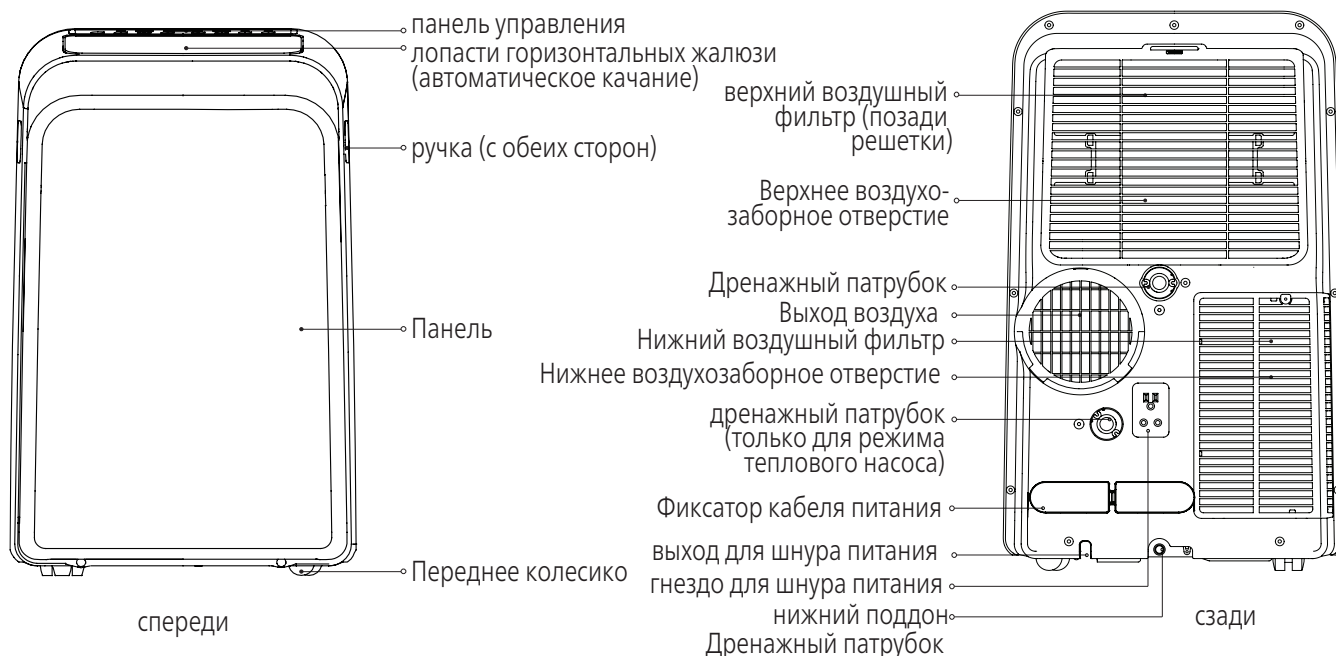 панель управления
лопасти горизонтальных жалюзи
(автоматическое качание)
ручка (с обеих сторон)
Панель
Переднее колесико
спереди
верхний воздушный
фильтр (позади
решетки)
Верхнее воздухо-
заборное отверстие
Дренажный патрубок
Выход воздуха
Нижний воздушный фильтр
Нижнее воздухозаборное отверстие
дренажный патрубок
(только для режима
теплового насоса)
Фиксатор кабеля питания
выход для шнура питания
гнездо для шнура питания
нижний поддон
Дренажный патрубок
сзади